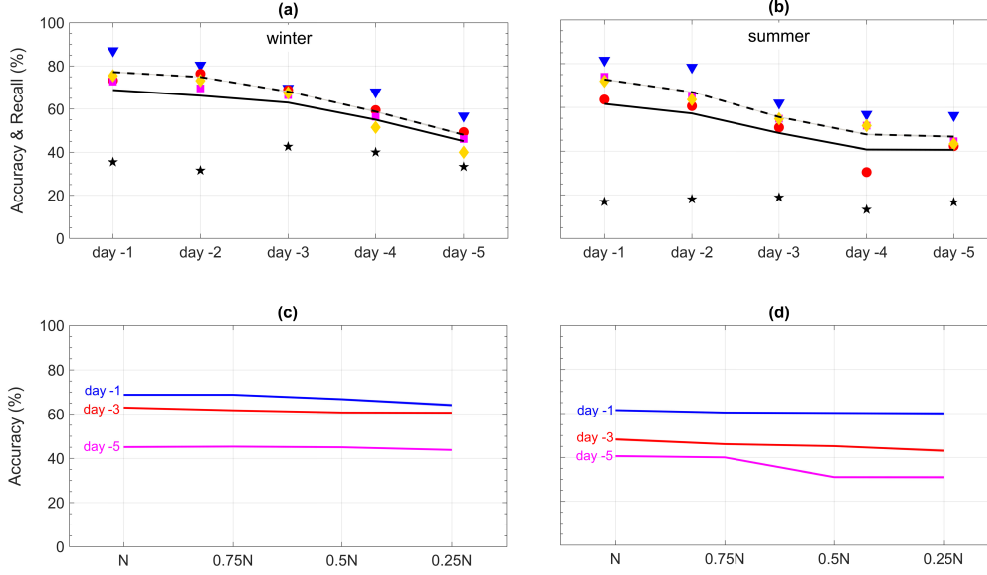 (a)
(b)
winter
summer
Accuracy & Recall (%)
100
80
60
40
20
0
day -1 day -2 day -3 day -4 day -5
day -1 day -2 day -3 day -4 day -5
(c)
(d)
Accuracy (%)
100
80
60
40
20
0
day -1
day -3
day -5
day -1
day -3
day -5
N 0.75N 0.5N 0.25N
N 0.75N 0.5N 0.25N